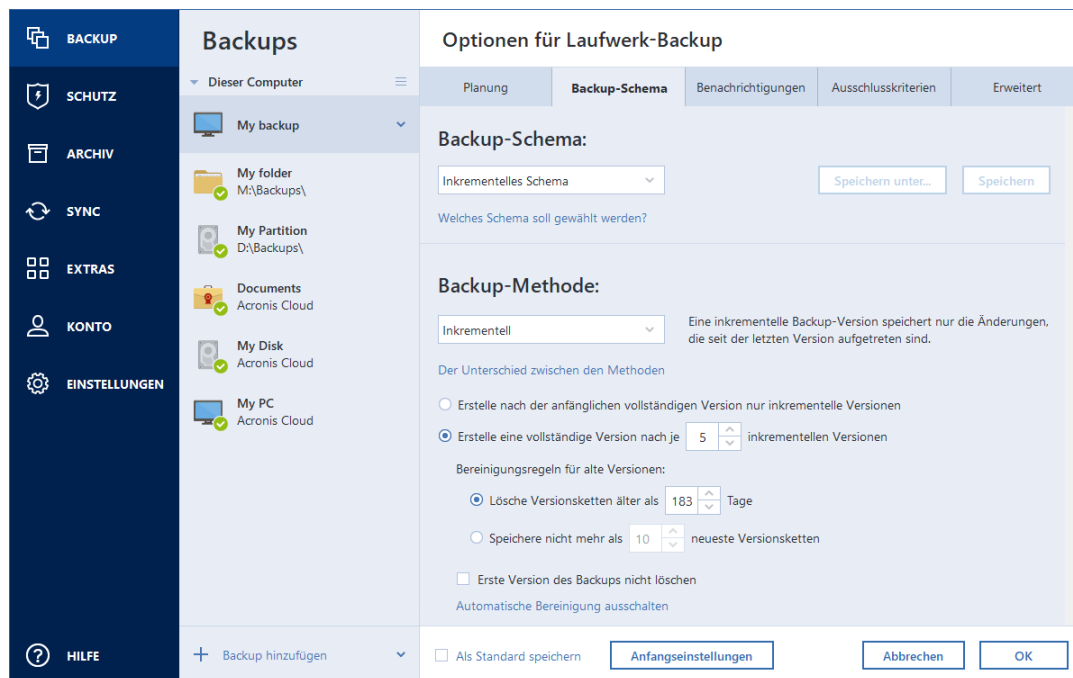 BACKUP
SCHUTZ
ARCHIV
SYNC
EXTRAS
KONTO
EINSTELLUNGEN
HILFE
Backups
Dieser Computer
My backup
My folder
M:\Backups\
My Partition
D:\Backups\
Documents
Acronis Cloud
My Disk
Acronis Cloud
My PC
Acronis Cloud
Backup hinzufügen
Optionen für Laufwerk-Backup
Planung
Backup-Schema
Benachrichtigungen
Ausschlusskriterien
Erweitert
Backup-Schema:
Inkrementelles Schema
Speichern unter...
Speichern
Welches Schema soll gewählt werden?
Backup-Methode:
Inkrementell
Eine inkrementelle Backup-Version speichert nur die Änderungen,
die seit der letzten Version aufgetreten sind.
Der Unterschied zwischen den Methoden
Erstelle nach der anfänglichen vollständigen Version nur inkrementelle Versionen
Erstelle eine vollständige Version nach je 5 inkrementellen Versionen
Bereinigungsregeln für alte Versionen:
Lösche Versionsketten älter als 183 Tage
Speichere nicht mehr als 10 neueste Versionsketten
Erste Version des Backups nicht löschen
Automatische Bereinigung ausschalten
Als Standard speichern
Anfangseinstellungen
Abbrechen
OK